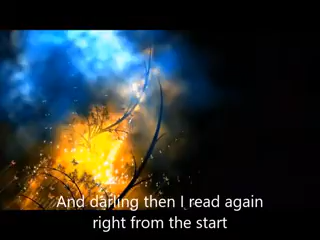 And darling then I read again
right from the start